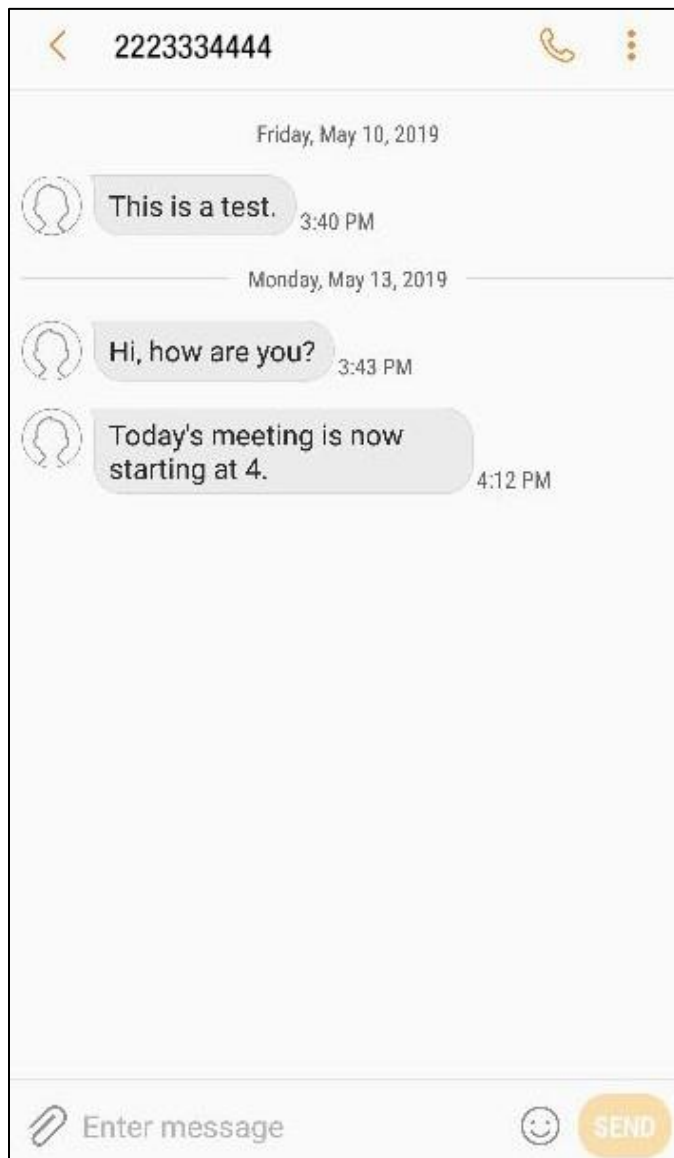 2223334444
Friday, May 10, 2019
This is a test.
3:40 PM
Monday, May 13, 2019
Hi, how are you?
3:43 PM
Today's meeting is now
starting at 4.
4:12 PM
Enter message
SEND